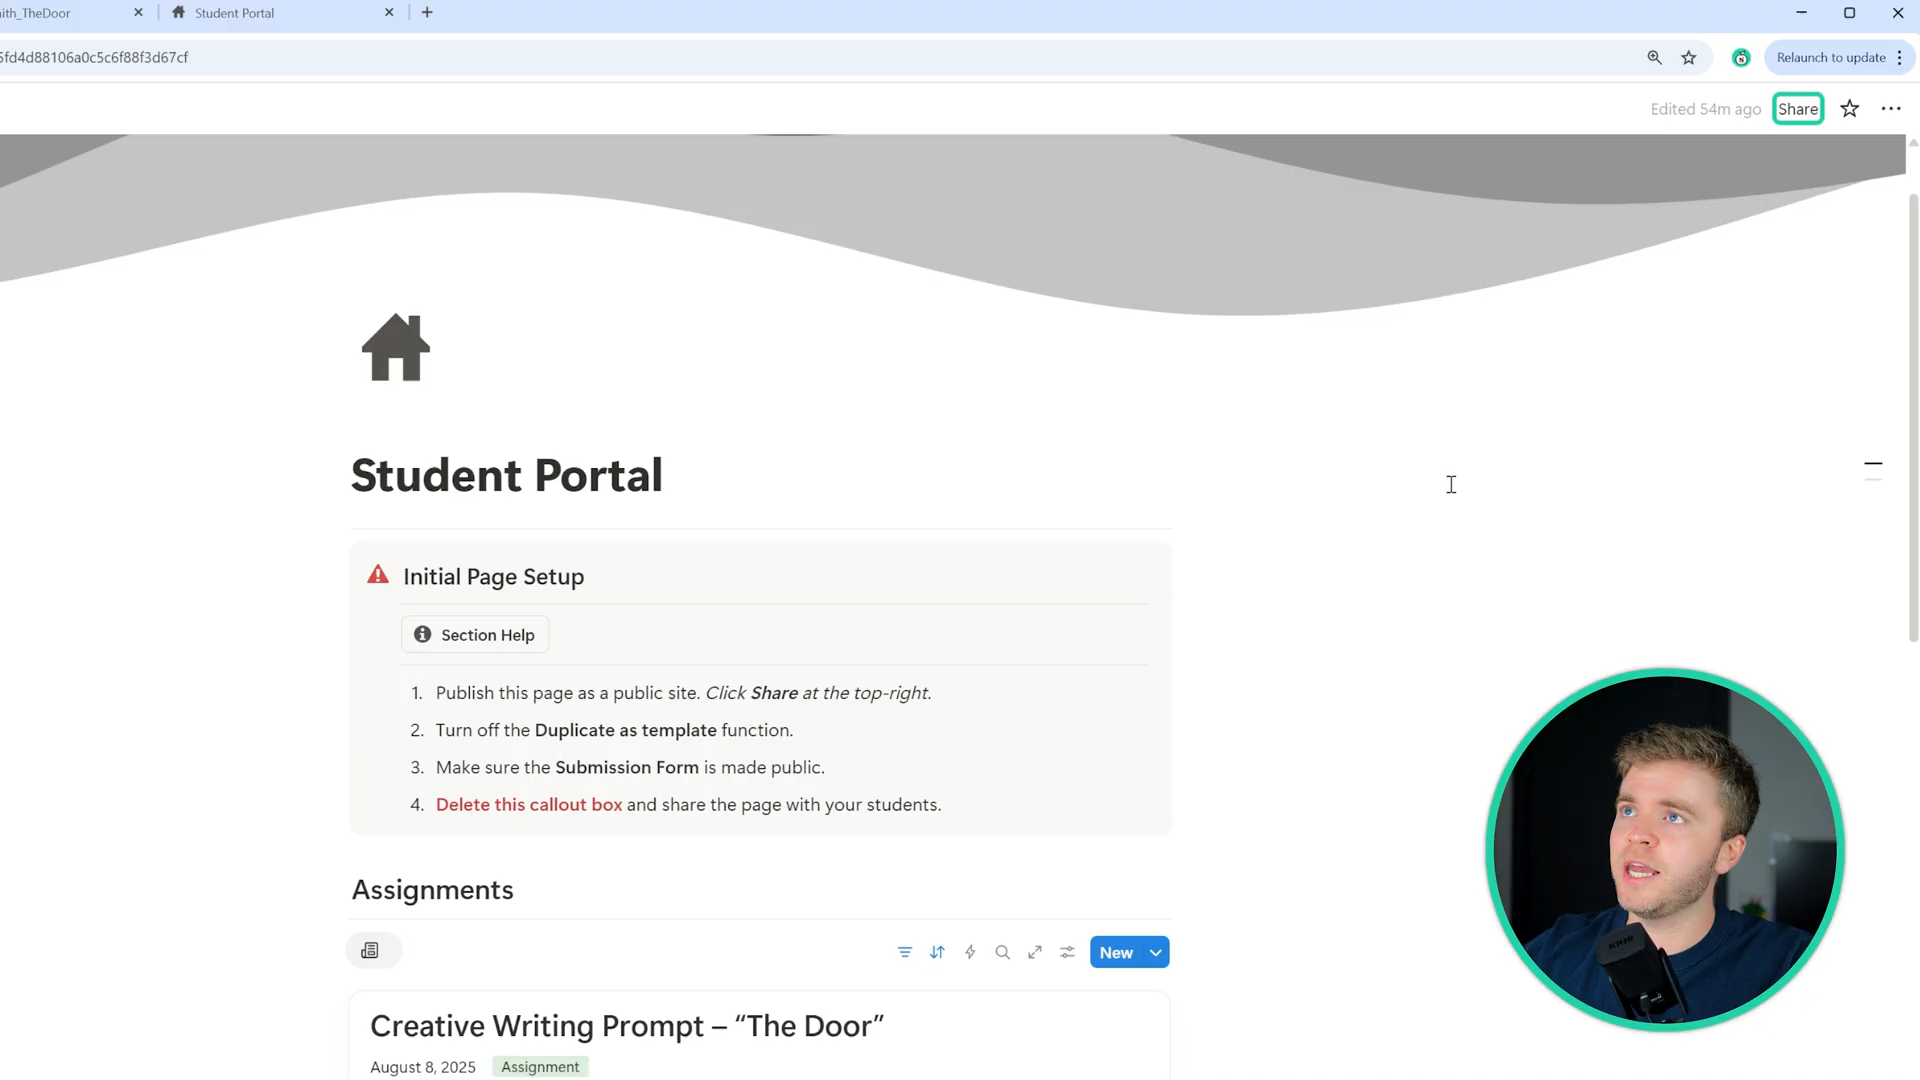 ith_TheDoor
Student Portal
5fd4d88106a0c5c6f88f3d67cf
Relaunch to update
Edited 54m ago
Share
Student Portal
Initial Page Setup
Section Help
1. Publish this page as a public site. Click Share at the top-right.
2. Turn off the Duplicate as template function.
3. Make sure the Submission Form is made public.
4. Delete this callout box and share the page with your students.
Assignments
New
Creative Writing Prompt – “The Door”
August 8, 2025
Assignment